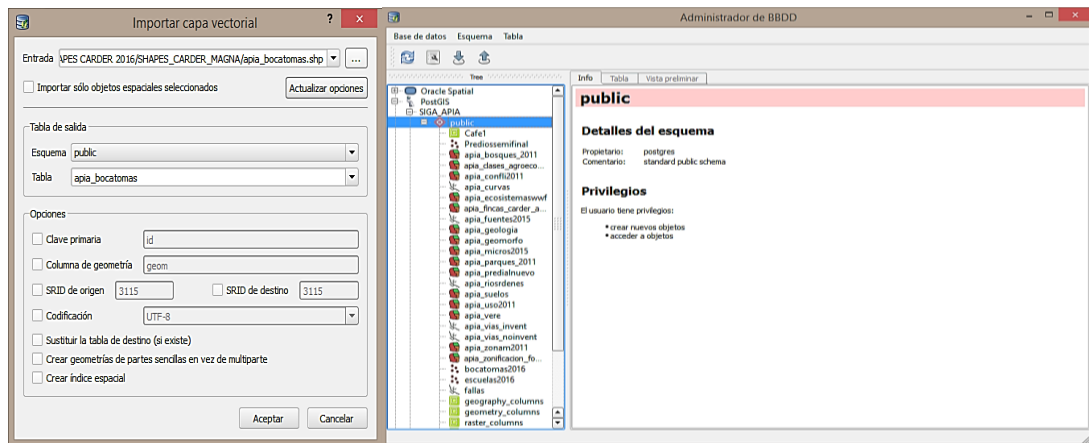 Importar capa vectorial
?
x
Entrada
APES CARDER 2016/SHAPES_CARDER_MAGNA/apia_bocatomas.shp
...
Importar sólo objetos espaciales seleccionados
Actualizar opciones
Tabla de salida
Esquema
public
Tabla
apia_bocatomas
Opciones
Clave primaria
id
Columna de geometría
geom
SRID de origen
3115
SRID de destino
3115
Codificación
UTF-8
Sustituir la tabla de destino (si existe)
Crear geometrías de partes sencillas en vez de multiparte
Crear índice espacial
Aceptar
Cancelar
Administrador de BBDD
Base de datos Esquema Tabla
Tree
Oracle Spatial
PostGIS
SIGA_APIA
public
Cafe1
Prediossemifinal
apia_bosques_2011
apia_clases_agroeco...
apia_confli2011
apia_curvas
apia_ecosistemaswwf
apia_fincas_carder_a...
apia_fuentes2015
apia_geologia
apia_geomorfo
apia_micros2015
apia_parques_2011
apia_predialnuevo
apia_riosrdenes
apia_suelos
apia_uso2011
apia_vere
apia_vias_invent
apia_vias_noinvent
apia_zonam2011
apia_zonificacion_fo...
bocatomas2016
escuelas2016
fallas
geography_columns
geometry_columns
raster_columns
Info Tabla Vista preliminar
public
Detalles del esquema
Propietario: postgres
Comentario: standard public schema
Privilegios
El usuario tiene privilegios:
• crear nuevos objetos
• acceder a objetos